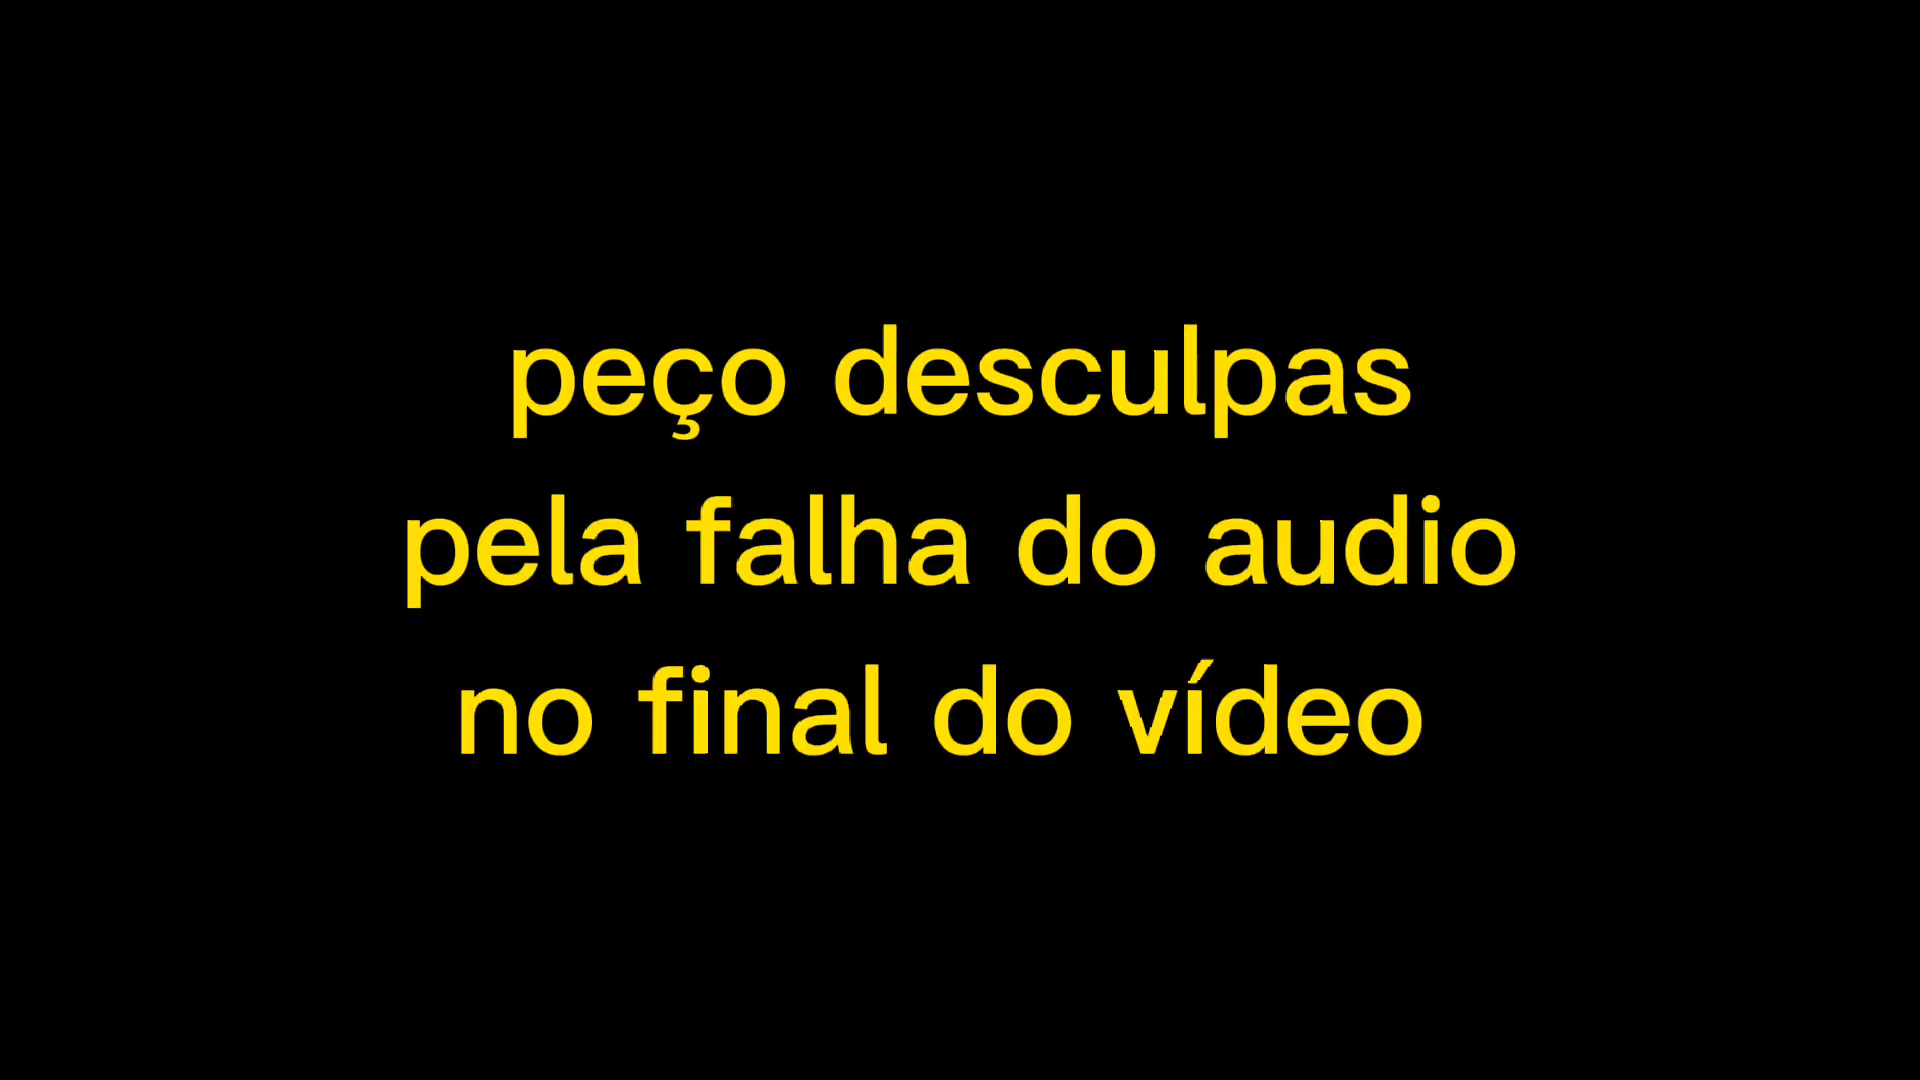 peço desculpas
pela falha do audio
no final do vídeo